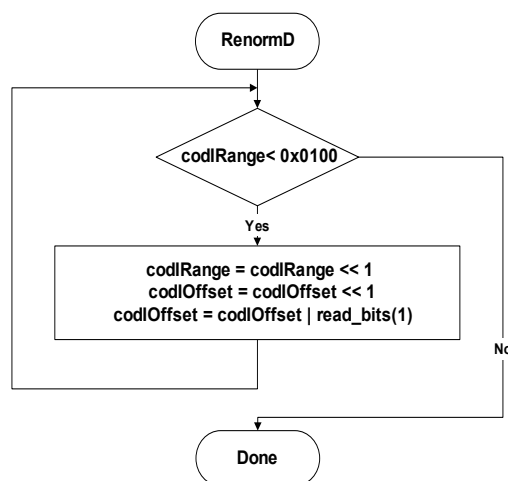 RenormD
codIRange< 0x0100
Yes
codIRange = codIRange << 1
codIOffset = codIOffset << 1
codIOffset = codIOffset | read_bits(1)
No
Done